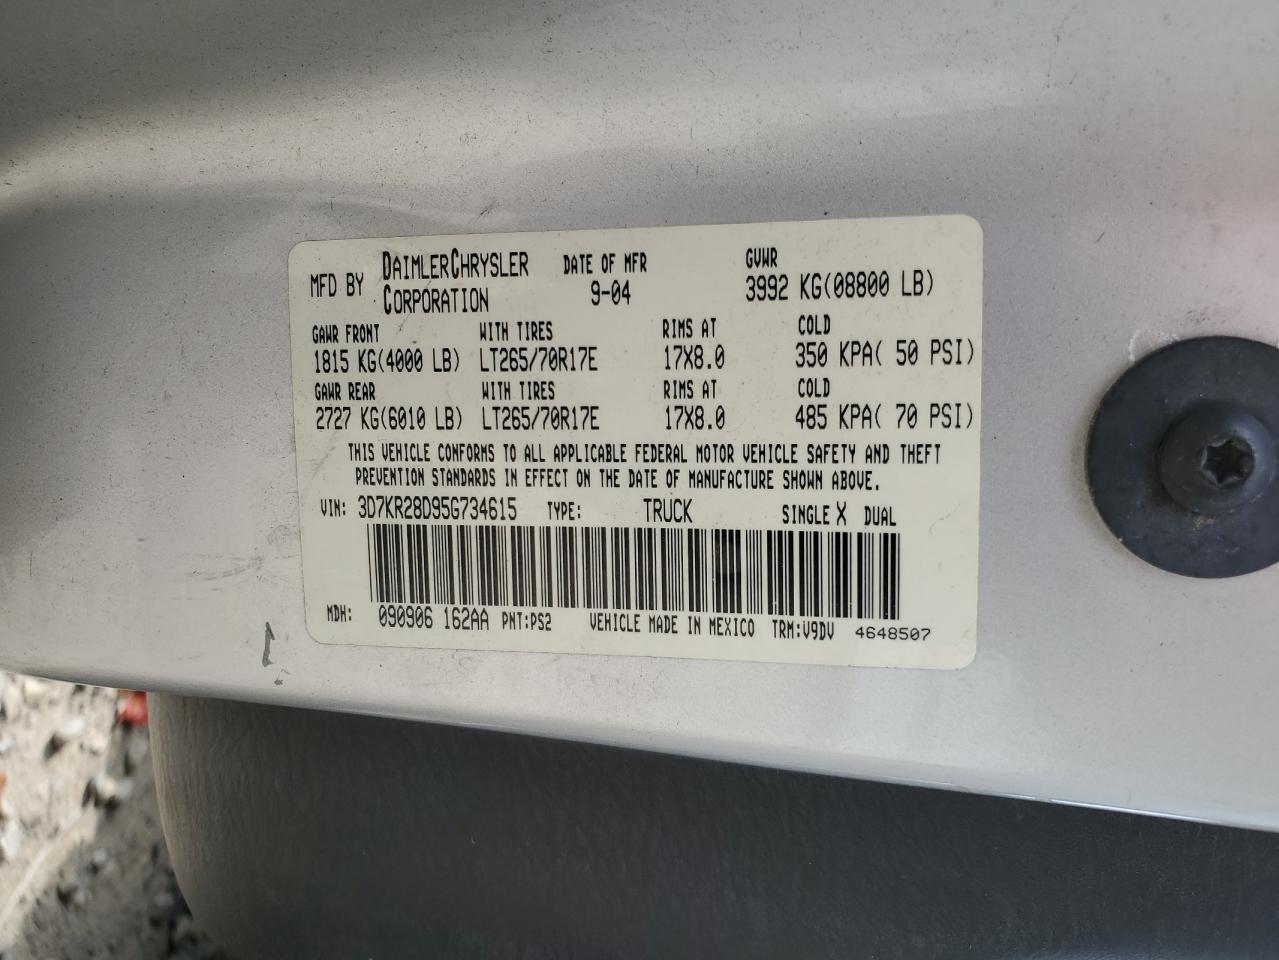 MFD BY DAIMLERCHRYSLER CORPORATION DATE OF MFR 9-04 GVWR 3992 KG(08800 LB)
GAWR FRONT WITH TIRES RIMS AT COLD
1815 KG(4000 LB) LT265/70R17E 17X8.0 350 KPA( 50 PSI)
GAWR REAR WITH TIRES RIMS AT COLD
2727 KG(6010 LB) LT265/70R17E 17X8.0 485 KPA( 70 PSI)
THIS VEHICLE CONFORMS TO ALL APPLICABLE FEDERAL MOTOR VEHICLE SAFETY AND THEFT
PREVENTION STANDARDS IN EFFECT ON THE DATE OF MANUFACTURE SHOWN ABOVE.
VIN: 3D7KR28D95G734615 TYPE: TRUCK SINGLE X DUAL
MDH: 090906 162AA PNT:PS2 VEHICLE MADE IN MEXICO TRM:V9DV 4648507